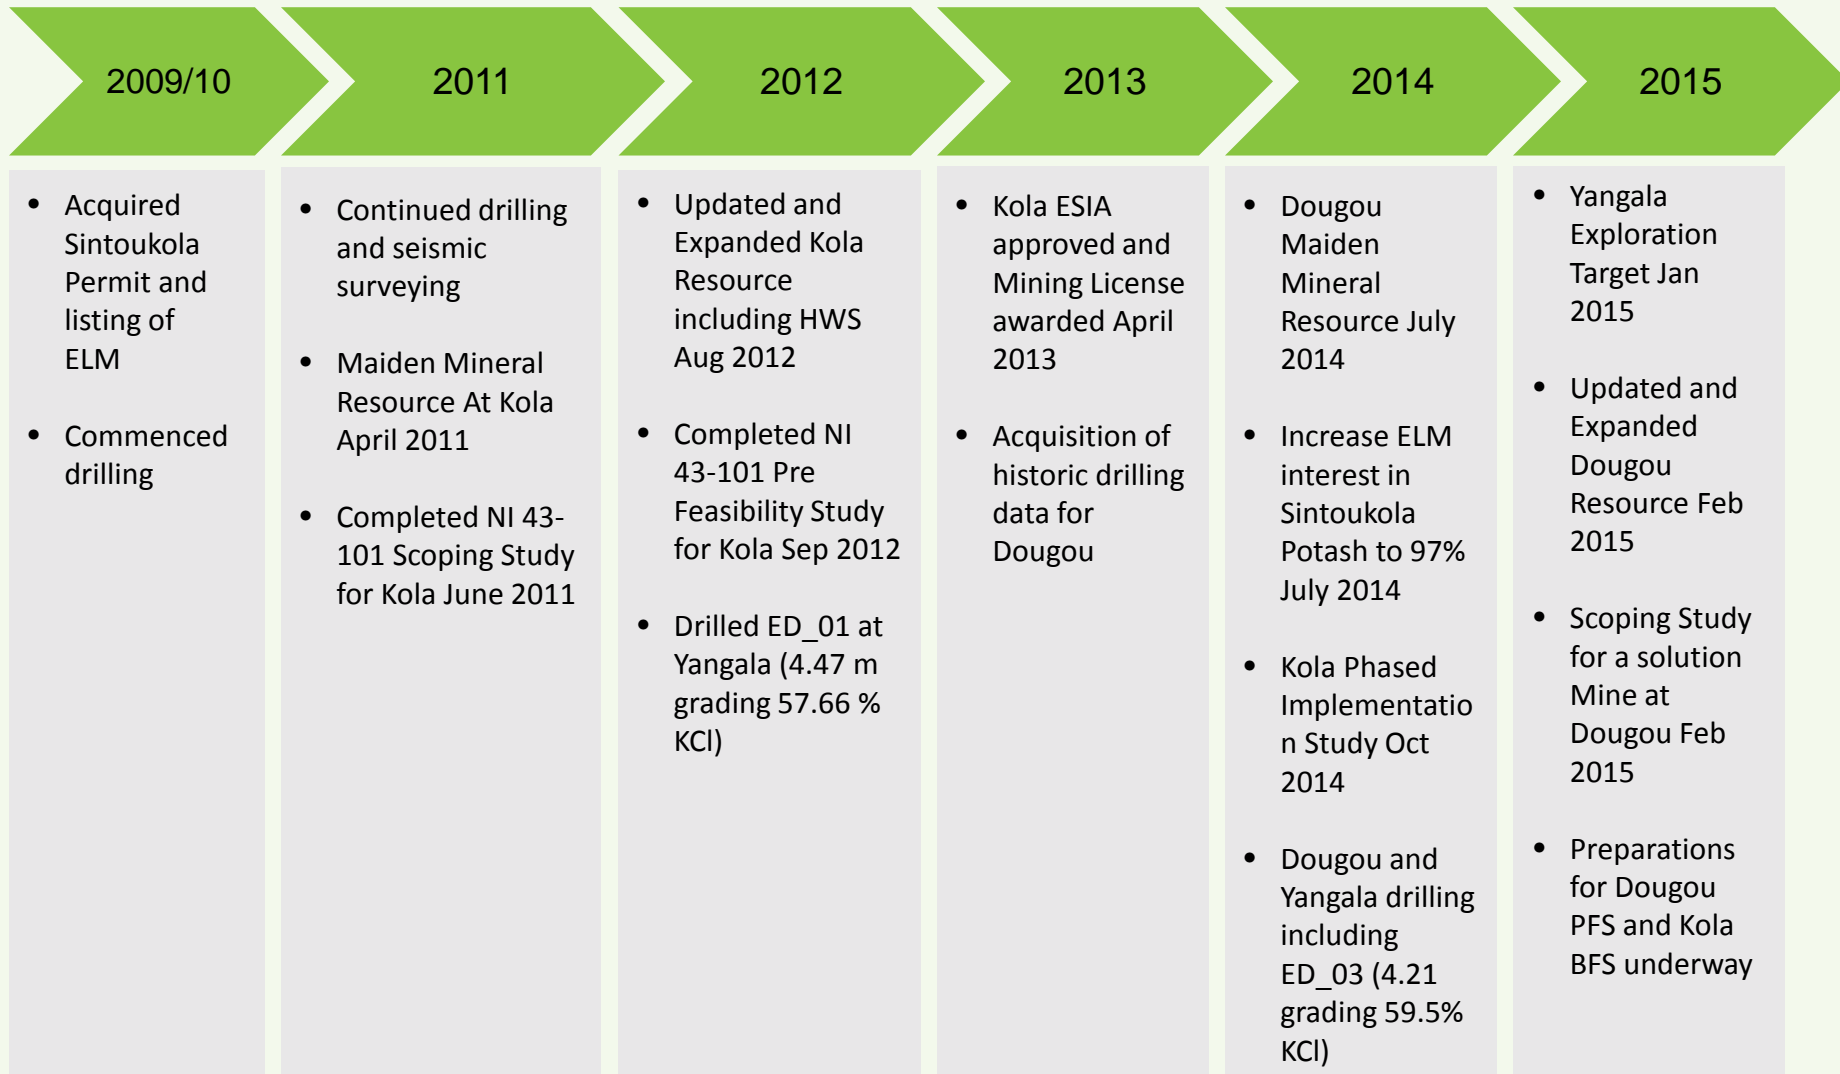 2009/10
2011
2012
2013
2014
2015
• Acquired
Sintoukola
Permit and
listing of
ELM
• Commenced
drilling
• Continued drilling
and seismic
surveying
• Maiden Mineral
Resource At Kola
April 2011
• Completed NI 43-
101 Scoping Study
for Kola June 2011
• Updated and
Expanded Kola
Resource
including HWS
Aug 2012
• Completed NI
43-101 Pre
Feasibility Study
for Kola Sep 2012
• Drilled ED_01 at
Yangala (4.47 m
grading 57.66 %
KCl)
• Kola ESIA
approved and
Mining License
awarded April
2013
• Acquisition of
historic drilling
data for
Dougou
• Dougou
Maiden
Mineral
Resource July
2014
• Increase ELM
interest in
Sintoukola
Potash to 97%
July 2014
• Kola Phased
Implementatio
n Study Oct
2014
• Dougou and
Yangala drilling
including
ED_03 (4.21
grading 59.5%
KCl)
• Yangala
Exploration
Target Jan
2015
• Updated and
Expanded
Dougou
Resource Feb
2015
• Scoping Study
for a solution
Mine at
Dougou Feb
2015
• Preparations
for Dougou
PFS and Kola
BFS underway